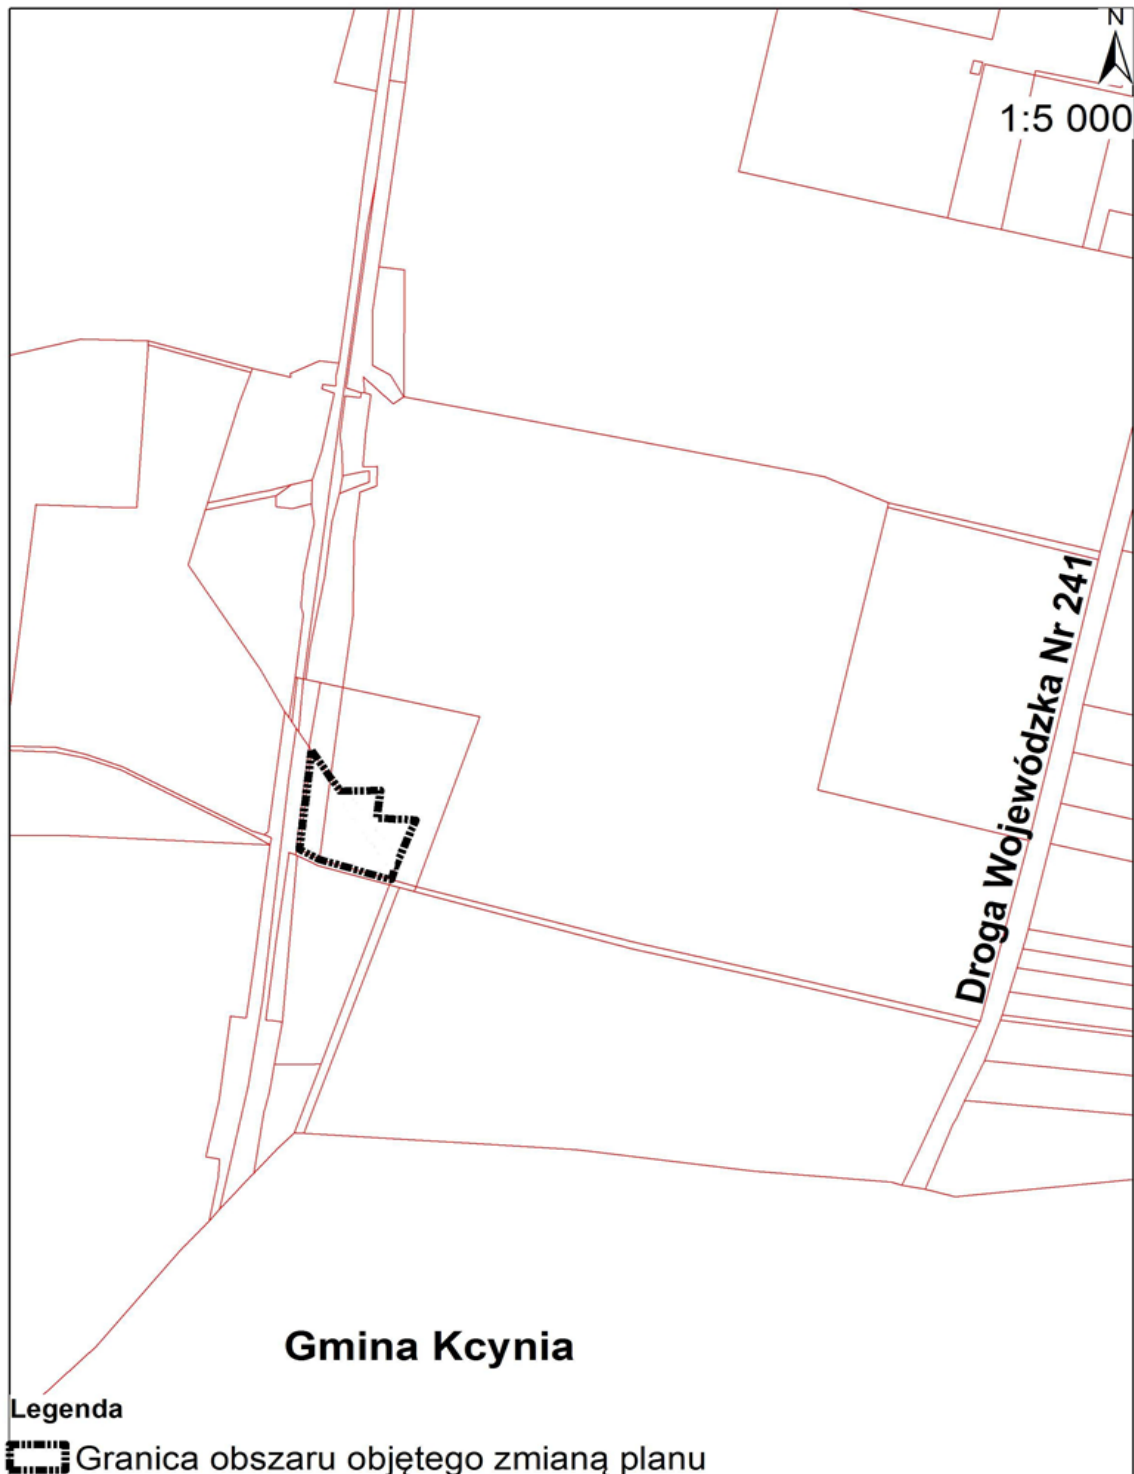 N
1:5 000
Droga Wojewódzka Nr 241
Gmina Kcynia
Legenda
Granica obszaru objętego zmianą planu